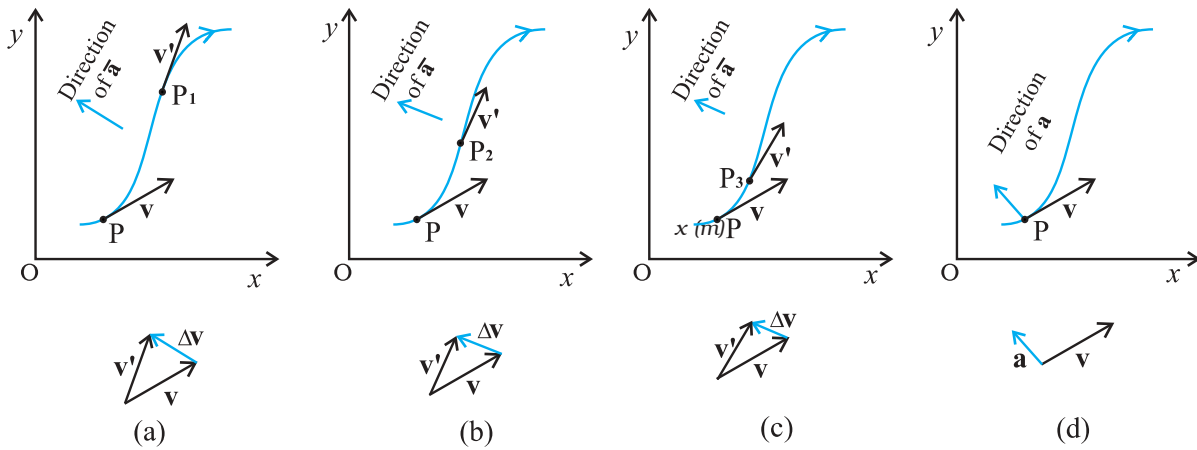 y
Direction
of a̅
v'
P₁
v
P
O
x
Δv
v'
v
(a)
y
Direction
of a̅
v'
P₂
v
P
O
x
Δv
v'
v
(b)
y
Direction
of a̅
v'
P₃
v
x (m)P
O
x
Δv
v'
v
(c)
y
Direction
of a
v
P
O
x
a
v
(d)